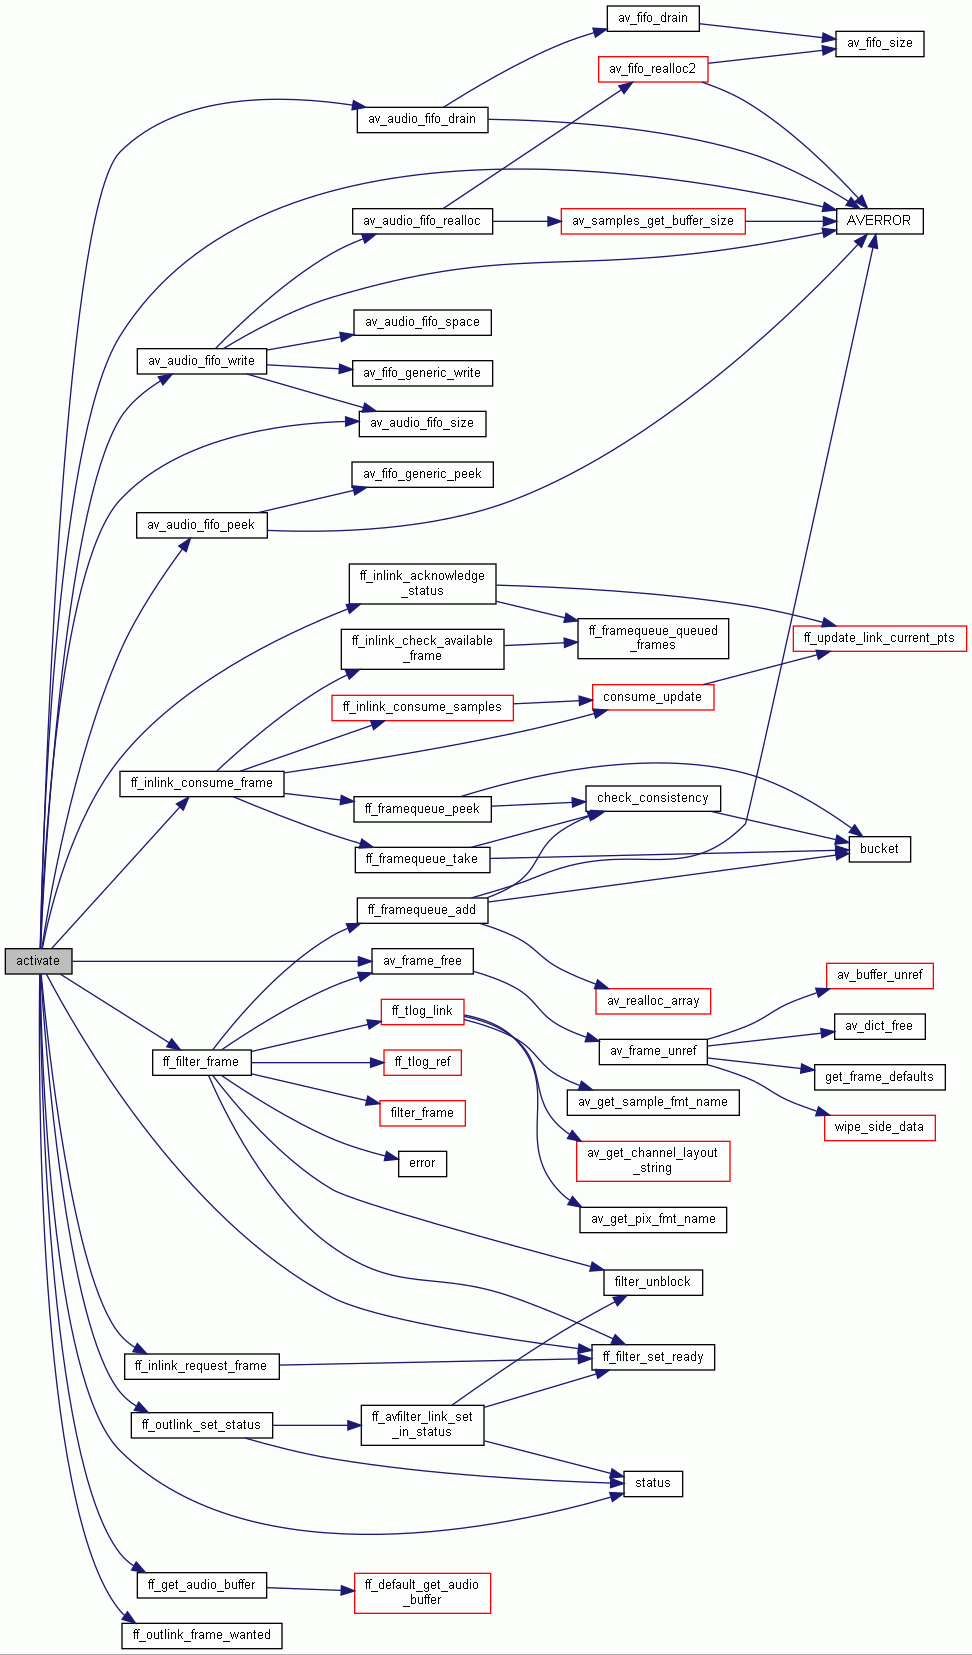 av_fifo_drain
av_fifo_size
av_fifo_realloc2
av_audio_fifo_drain
av_audio_fifo_realloc
av_samples_get_buffer_size
AVERROR
av_audio_fifo_space
av_audio_fifo_write
av_fifo_generic_write
av_audio_fifo_size
av_fifo_generic_peek
av_audio_fifo_peek
ff_inlink_acknowledge
_status
ff_framequeue_queued
_frames
ff_update_link_current_pts
ff_inlink_check_available
_frame
ff_inlink_consume_samples
consume_update
ff_inlink_consume_frame
ff_framequeue_peek
check_consistency
bucket
ff_framequeue_take
ff_framequeue_add
activate
av_frame_free
av_buffer_unref
av_realloc_array
ff_tlog_link
av_dict_free
av_frame_unref
ff_filter_frame
ff_tlog_ref
get_frame_defaults
av_get_sample_fmt_name
filter_frame
wipe_side_data
error
av_get_channel_layout
_string
av_get_pix_fmt_name
filter_unblock
ff_filter_set_ready
ff_inlink_request_frame
ff_outlink_set_status
ff_avfilter_link_set
_in_status
status
ff_get_audio_buffer
ff_default_get_audio
_buffer
ff_outlink_frame_wanted